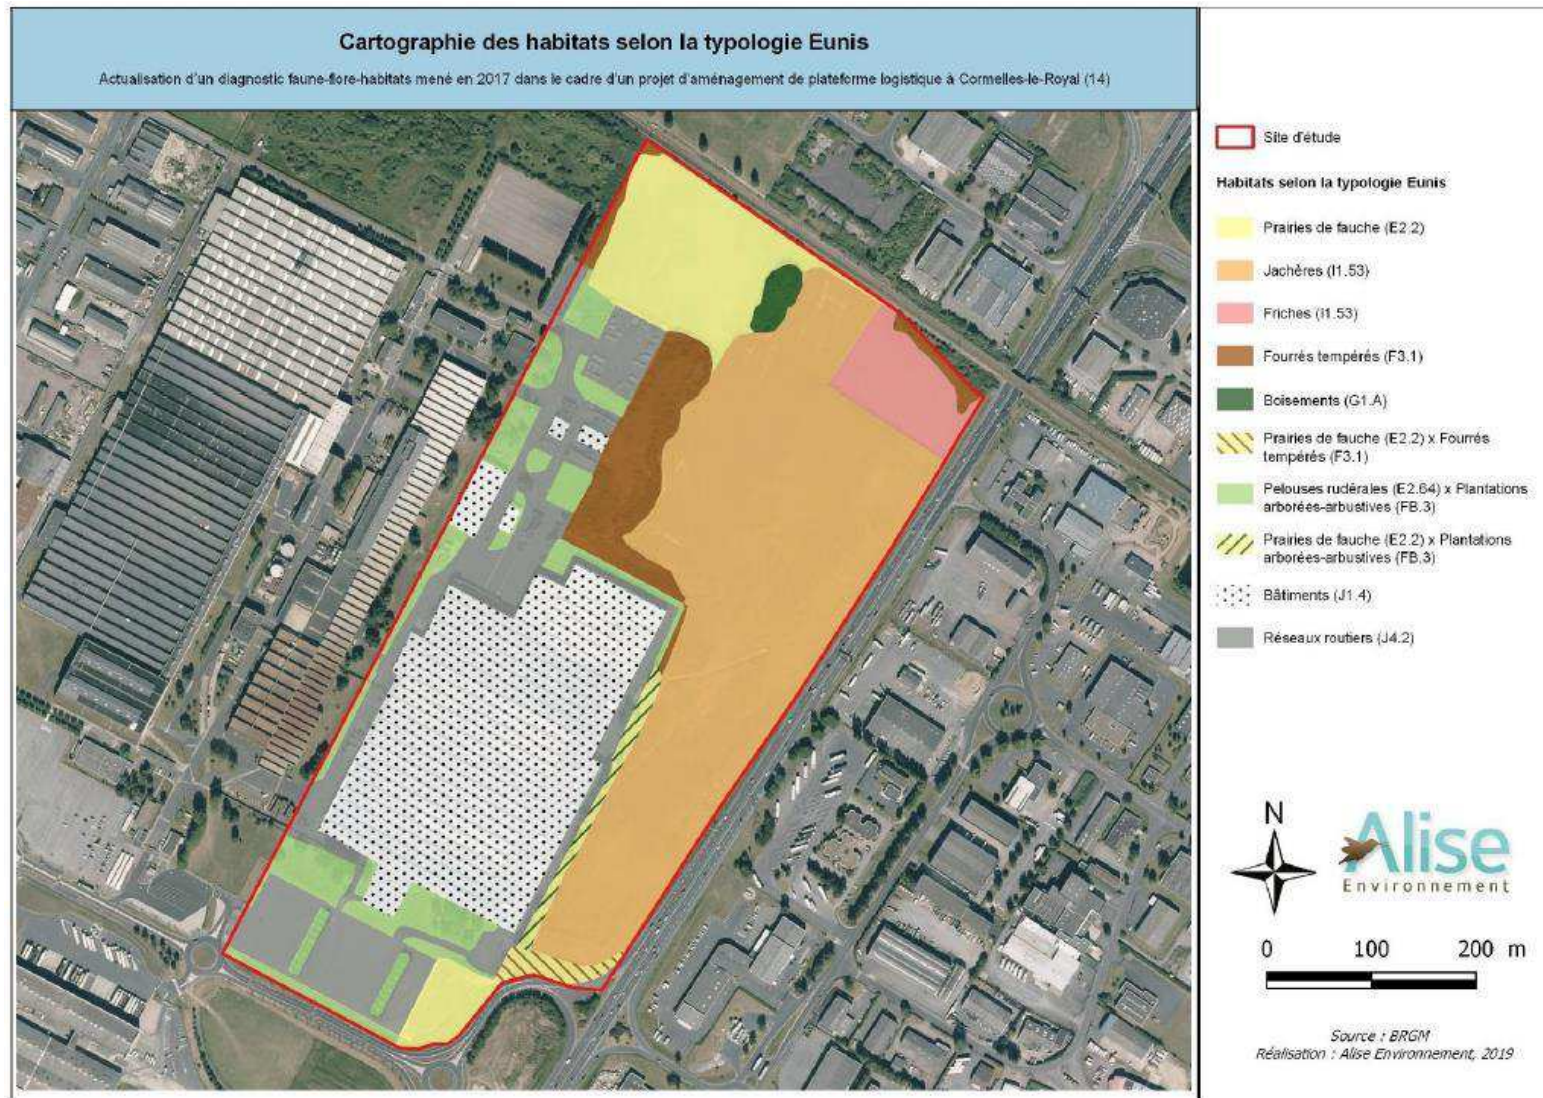 Cartographie des habitats selon la typologie Eunis
Actualisation d'un diagnostic faune-flore-habitats mené en 2017 dans le cadre d'un projet d'aménagement de plateforme logistique à Cormelles-le-Royal (14)
Site d'étude
Habitats selon la typologie Eunis
Prairies de fauche (E2.2)
Jachères (I1.53)
Friches (I1.53)
Fourrés tempérés (F3.1)
Boisements (G1.A)
Prairies de fauche (E2.2) x Fourrés
tempérés (F3.1)
Pelouses rudérales (E2.64) x Plantations
arborées-arbustives (FB.3)
Prairies de fauche (E2.2) x Plantations
arborées-arbustives (FB.3)
Bâtiments (J1.4)
Réseaux routiers (J4.2)
N
Alise
Environnement
0 100 200 m
Source : BRGM
Réalisation : Alise Environnement, 2019